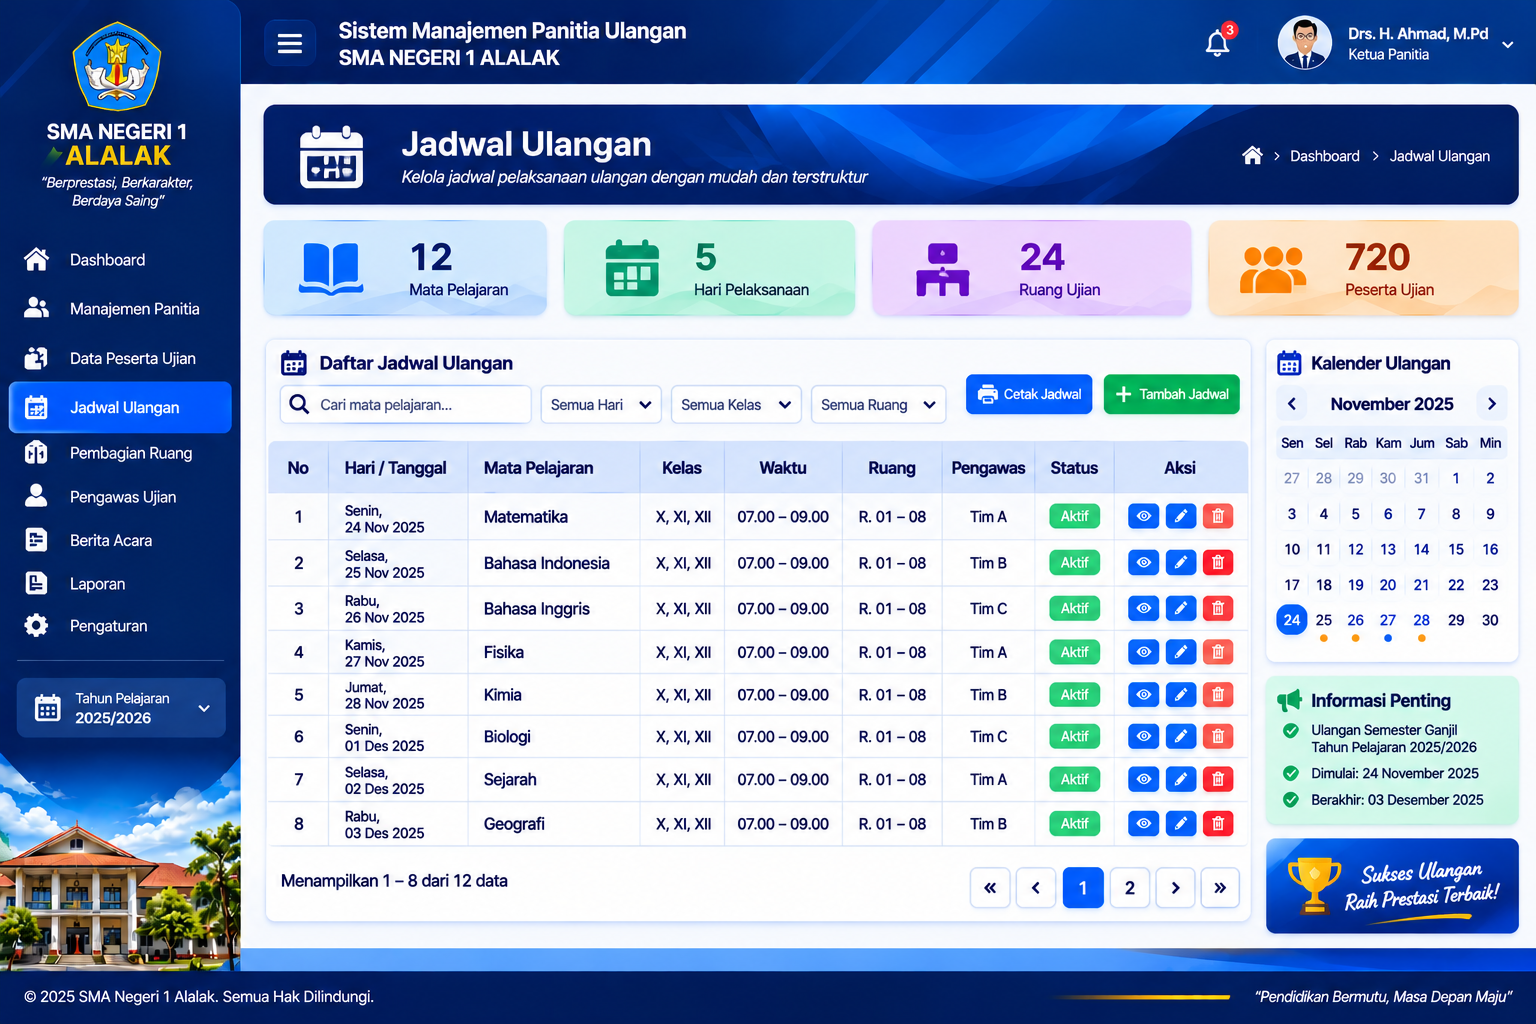 SMA NEGERI 1
ALALAK
“Berprestasi, Berkarakter,
Berdaya Saing”
Dashboard
Manajemen Panitia
Data Peserta Ujian
Jadwal Ulangan
Pembagian Ruang
Pengawas Ujian
Berita Acara
Laporan
Pengaturan
Tahun Pelajaran
2025/2026
Sistem Manajemen Panitia Ulangan
SMA NEGERI 1 ALALAK
3
Drs. H. Ahmad, M.Pd
Ketua Panitia
Jadwal Ulangan
Kelola jadwal pelaksanaan ulangan dengan mudah dan terstruktur
> Dashboard > Jadwal Ulangan
12
Mata Pelajaran
5
Hari Pelaksanaan
24
Ruang Ujian
720
Peserta Ujian
Daftar Jadwal Ulangan
Cari mata pelajaran... Semua Hari Semua Kelas Semua Ruang Cetak Jadwal + Tambah Jadwal
No Hari / Tanggal Mata Pelajaran Kelas Waktu Ruang Pengawas Status Aksi
1 Senin, 24 Nov 2025 Matematika X, XI, XII 07.00 – 09.00 R. 01 – 08 Tim A Aktif
2 Selasa, 25 Nov 2025 Bahasa Indonesia X, XI, XII 07.00 – 09.00 R. 01 – 08 Tim B Aktif
3 Rabu, 26 Nov 2025 Bahasa Inggris X, XI, XII 07.00 – 09.00 R. 01 – 08 Tim C Aktif
4 Kamis, 27 Nov 2025 Fisika X, XI, XII 07.00 – 09.00 R. 01 – 08 Tim A Aktif
5 Jumat, 28 Nov 2025 Kimia X, XI, XII 07.00 – 09.00 R. 01 – 08 Tim B Aktif
6 Senin, 01 Des 2025 Biologi X, XI, XII 07.00 – 09.00 R. 01 – 08 Tim C Aktif
7 Selasa, 02 Des 2025 Sejarah X, XI, XII 07.00 – 09.00 R. 01 – 08 Tim A Aktif
8 Rabu, 03 Des 2025 Geografi X, XI, XII 07.00 – 09.00 R. 01 – 08 Tim B Aktif
Menampilkan 1 – 8 dari 12 data
« ‹ 1 2 › »
Kalender Ulangan
‹ November 2025 ›
Sen Sel Rab Kam Jum Sab Min
27 28 29 30 31 1 2
3 4 5 6 7 8 9
10 11 12 13 14 15 16
17 18 19 20 21 22 23
24 25 26 27 28 29 30
Informasi Penting
Ulangan Semester Ganjil
Tahun Pelajaran 2025/2026
Dimulai: 24 November 2025
Berakhir: 03 Desember 2025
Sukses Ulangan
Raih Prestasi Terbaik!
© 2025 SMA Negeri 1 Alalak. Semua Hak Dilindungi.
“Pendidikan Bermutu, Masa Depan Maju”